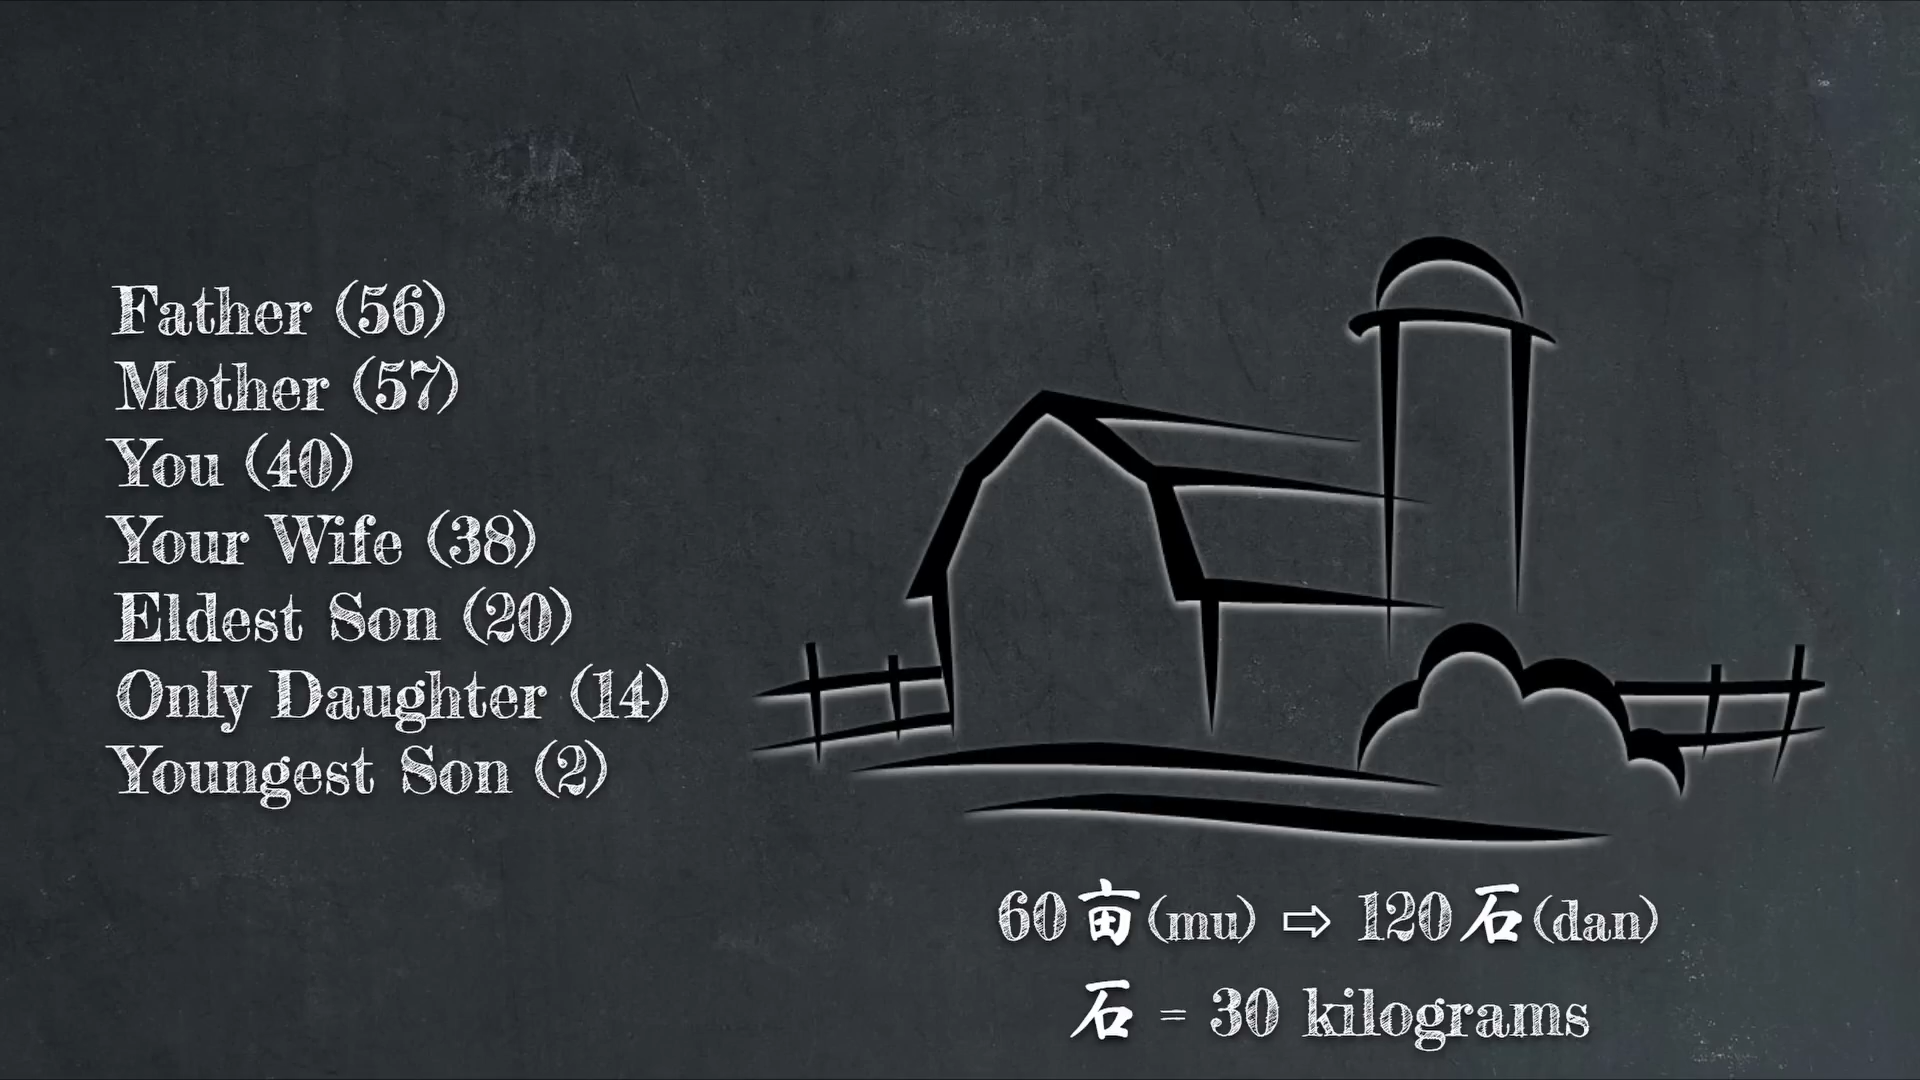 Father (56)
Mother (57)
You (40)
Your Wife (38)
Eldest Son (20)
Only Daughter (14)
Youngest Son (2)
60亩(mu) ⇨ 120石(dan)
石 = 30 kilograms